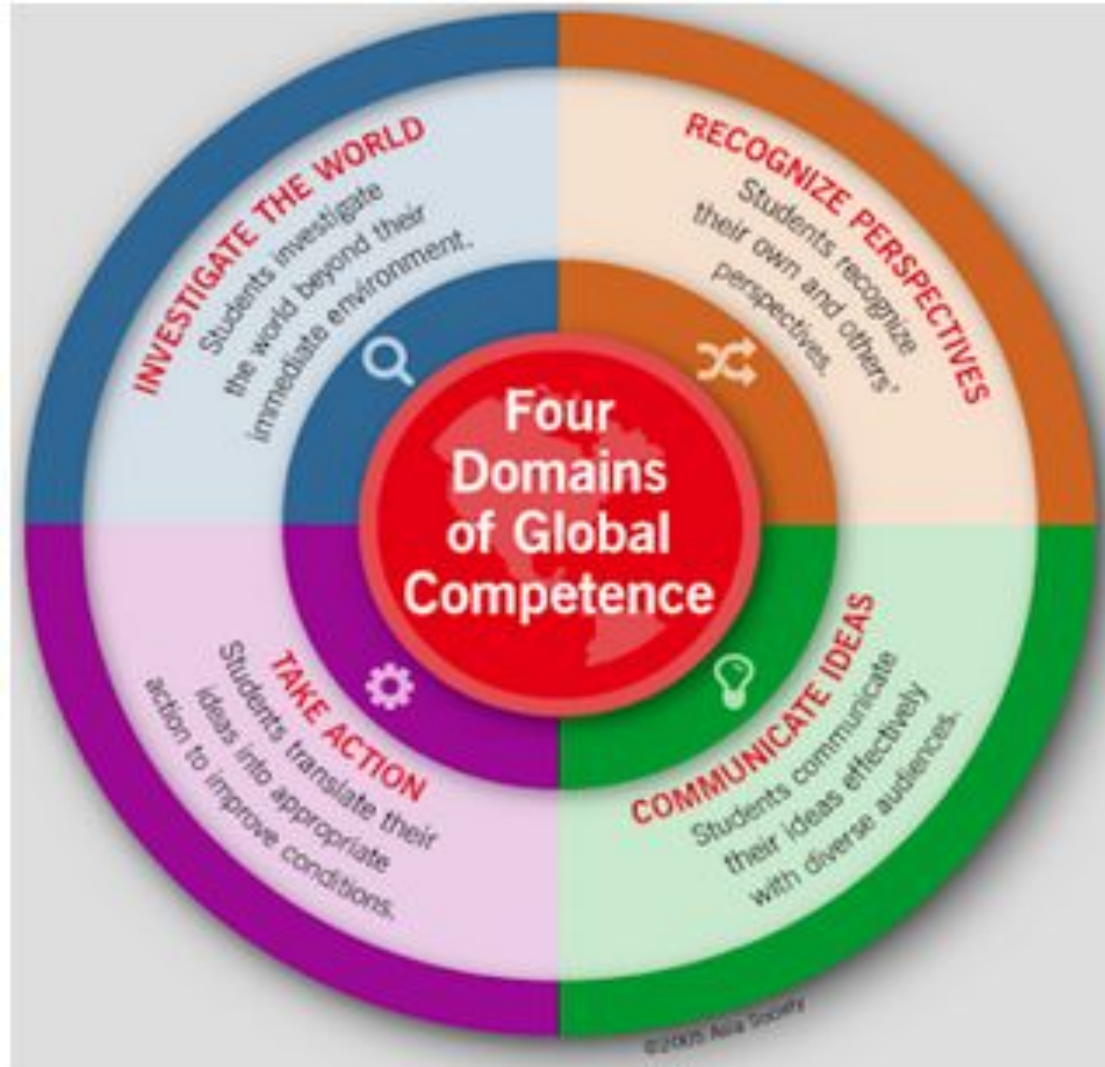 Four
Domains
of Global
Competence
INVESTIGATE THE WORLD
Students investigate
the world beyond their
immediate environment.
RECOGNIZE PERSPECTIVES
Students recognize
their own and others'
perspectives.
COMMUNICATE IDEAS
Students communicate
their ideas effectively
with diverse audiences.
TAKE ACTION
Students translate their
ideas into appropriate
action to improve conditions.
©2005 Asia Society